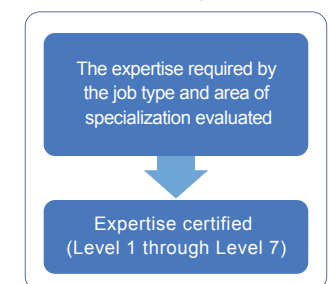 The expertise required by
the job type and area of
specialization evaluated
Expertise certified
(Level 1 through Level 7)